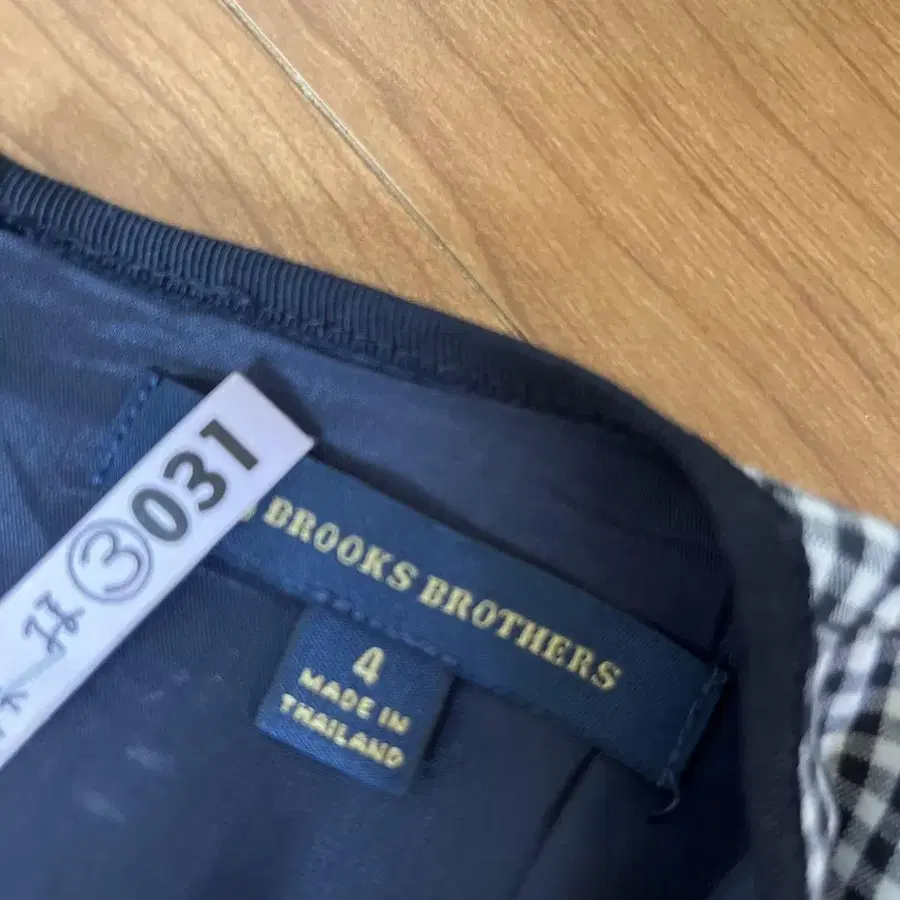 ③031
BROOKS BROTHERS
4
MADE IN
THAILAND